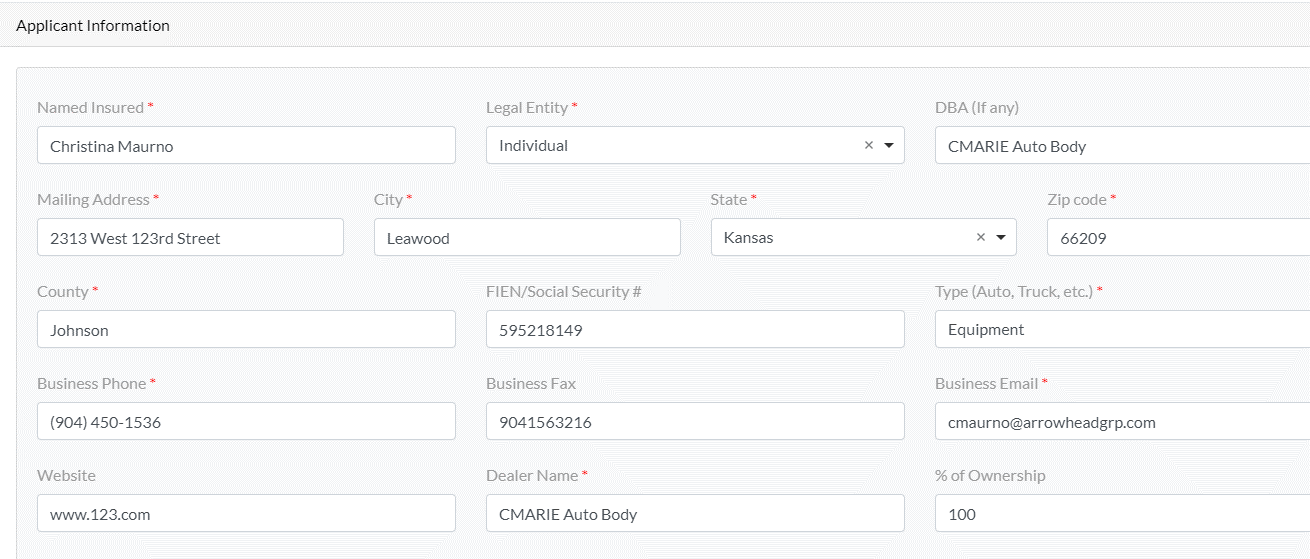 Applicant Information
Named Insured * Legal Entity * DBA (If any)
Christina Maurno Individual × CMARIE Auto Body
Mailing Address * City * State * Zip code *
2313 West 123rd Street Leawood Kansas × 66209
County * FIEN/Social Security # Type (Auto, Truck, etc.) *
Johnson 595218149 Equipment
Business Phone * Business Fax Business Email *
(904) 450-1536 9041563216 cmaurno@arrowheadgrp.com
Website Dealer Name * % of Ownership
www.123.com CMARIE Auto Body 100